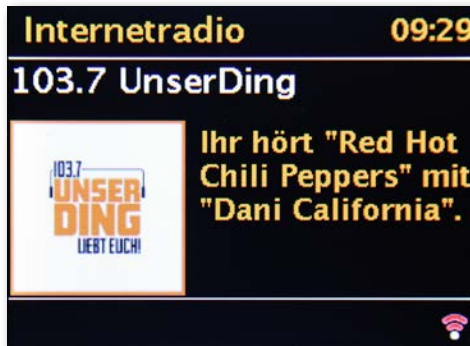 Internetradio 09:29
103.7 UnserDing
103.7
UNSER
DING
LIEBT EUCH!
Ihr hört "Red Hot
Chili Peppers" mit
"Dani California".